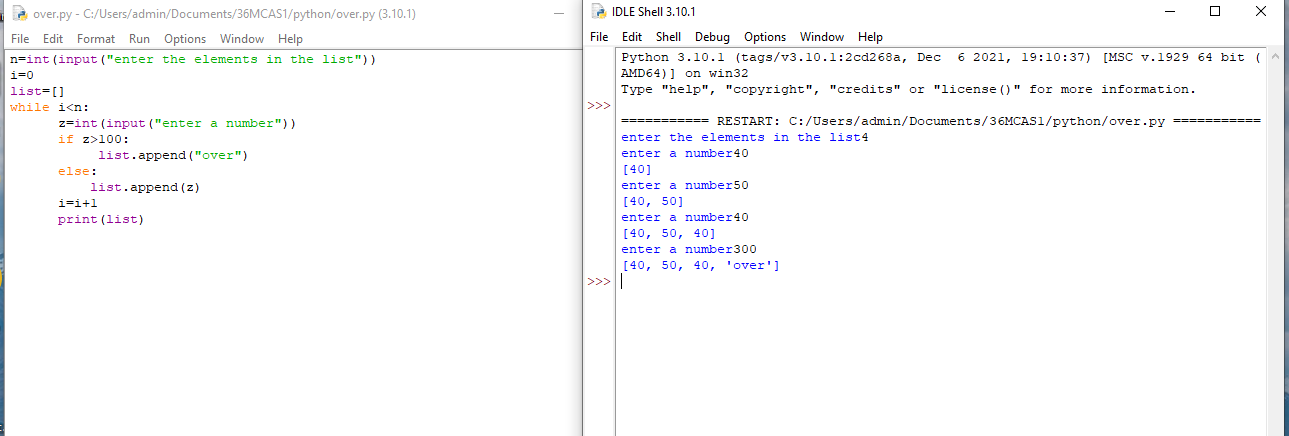 over.py - C:/Users/admin/Documents/36MCAS1/python/over.py (3.10.1)
File Edit Format Run Options Window Help
n=int(input("enter the elements in the list"))
i=0
list=[]
while i<n:
      z=int(input("enter a number"))
      if z>100:
           list.append("over")
      else:
          list.append(z)
      i=i+1
      print(list)
IDLE Shell 3.10.1
File Edit Shell Debug Options Window Help
Python 3.10.1 (tags/v3.10.1:2cd268a, Dec  6 2021, 19:10:37) [MSC v.1929 64 bit (
AMD64)] on win32
Type "help", "copyright", "credits" or "license()" for more information.
>>>
=========== RESTART: C:/Users/admin/Documents/36MCAS1/python/over.py ===========
enter the elements in the list4
enter a number40
[40]
enter a number50
[40, 50]
enter a number40
[40, 50, 40]
enter a number300
[40, 50, 40, 'over']
>>>